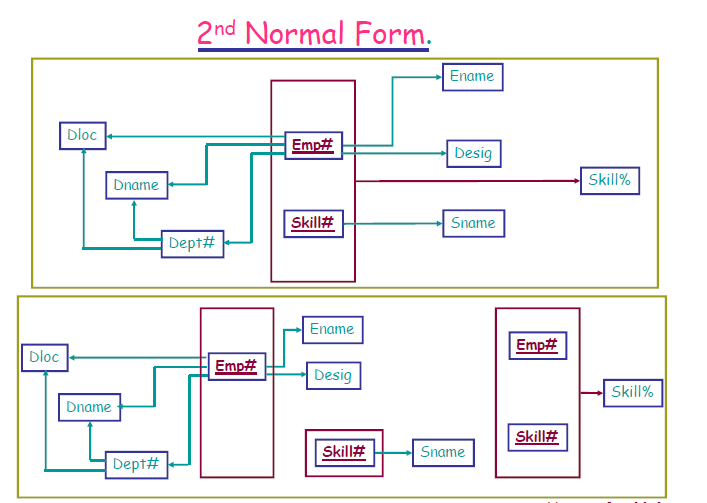 2nd Normal Form.
Ename
Dloc
Emp#
Desig
Dname
Skill%
Skill#
Sname
Dept#
Ename
Dloc
Emp#
Emp#
Desig
Skill%
Dname
Skill#
Skill#
Sname
Dept#